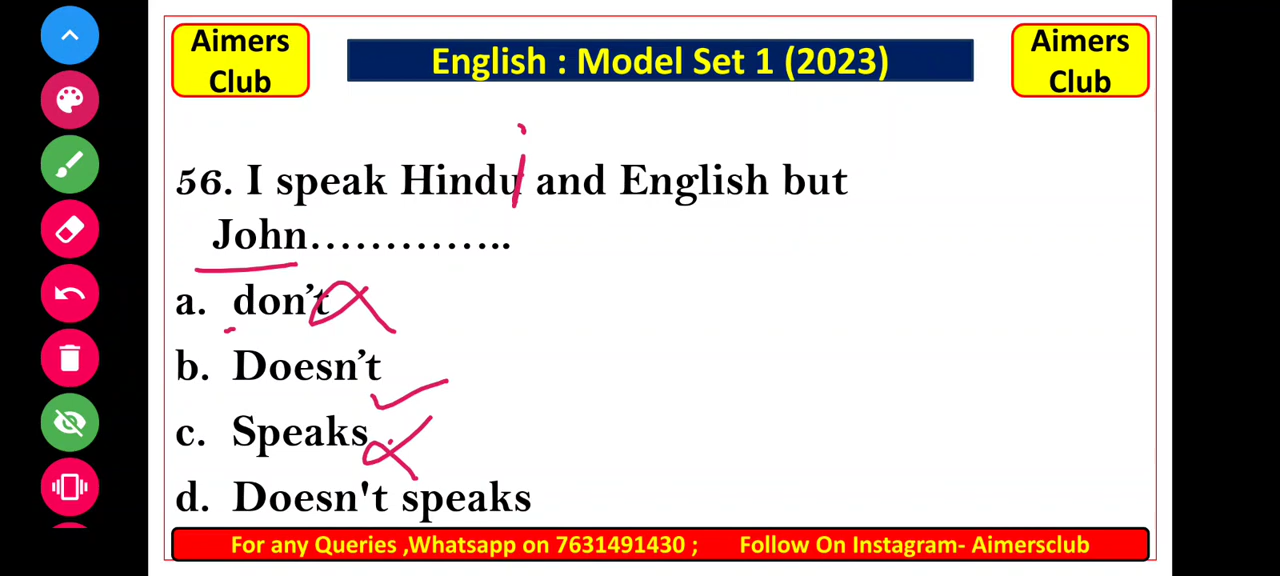 Aimers
Club
English : Model Set 1 (2023)
Aimers
Club
i
56. I speak Hindu and English but
John…………..
a. don’t
b. Doesn’t
c. Speaks
d. Doesn't speaks
For any Queries ,Whatsapp on 7631491430 ; Follow On Instagram- Aimersclub